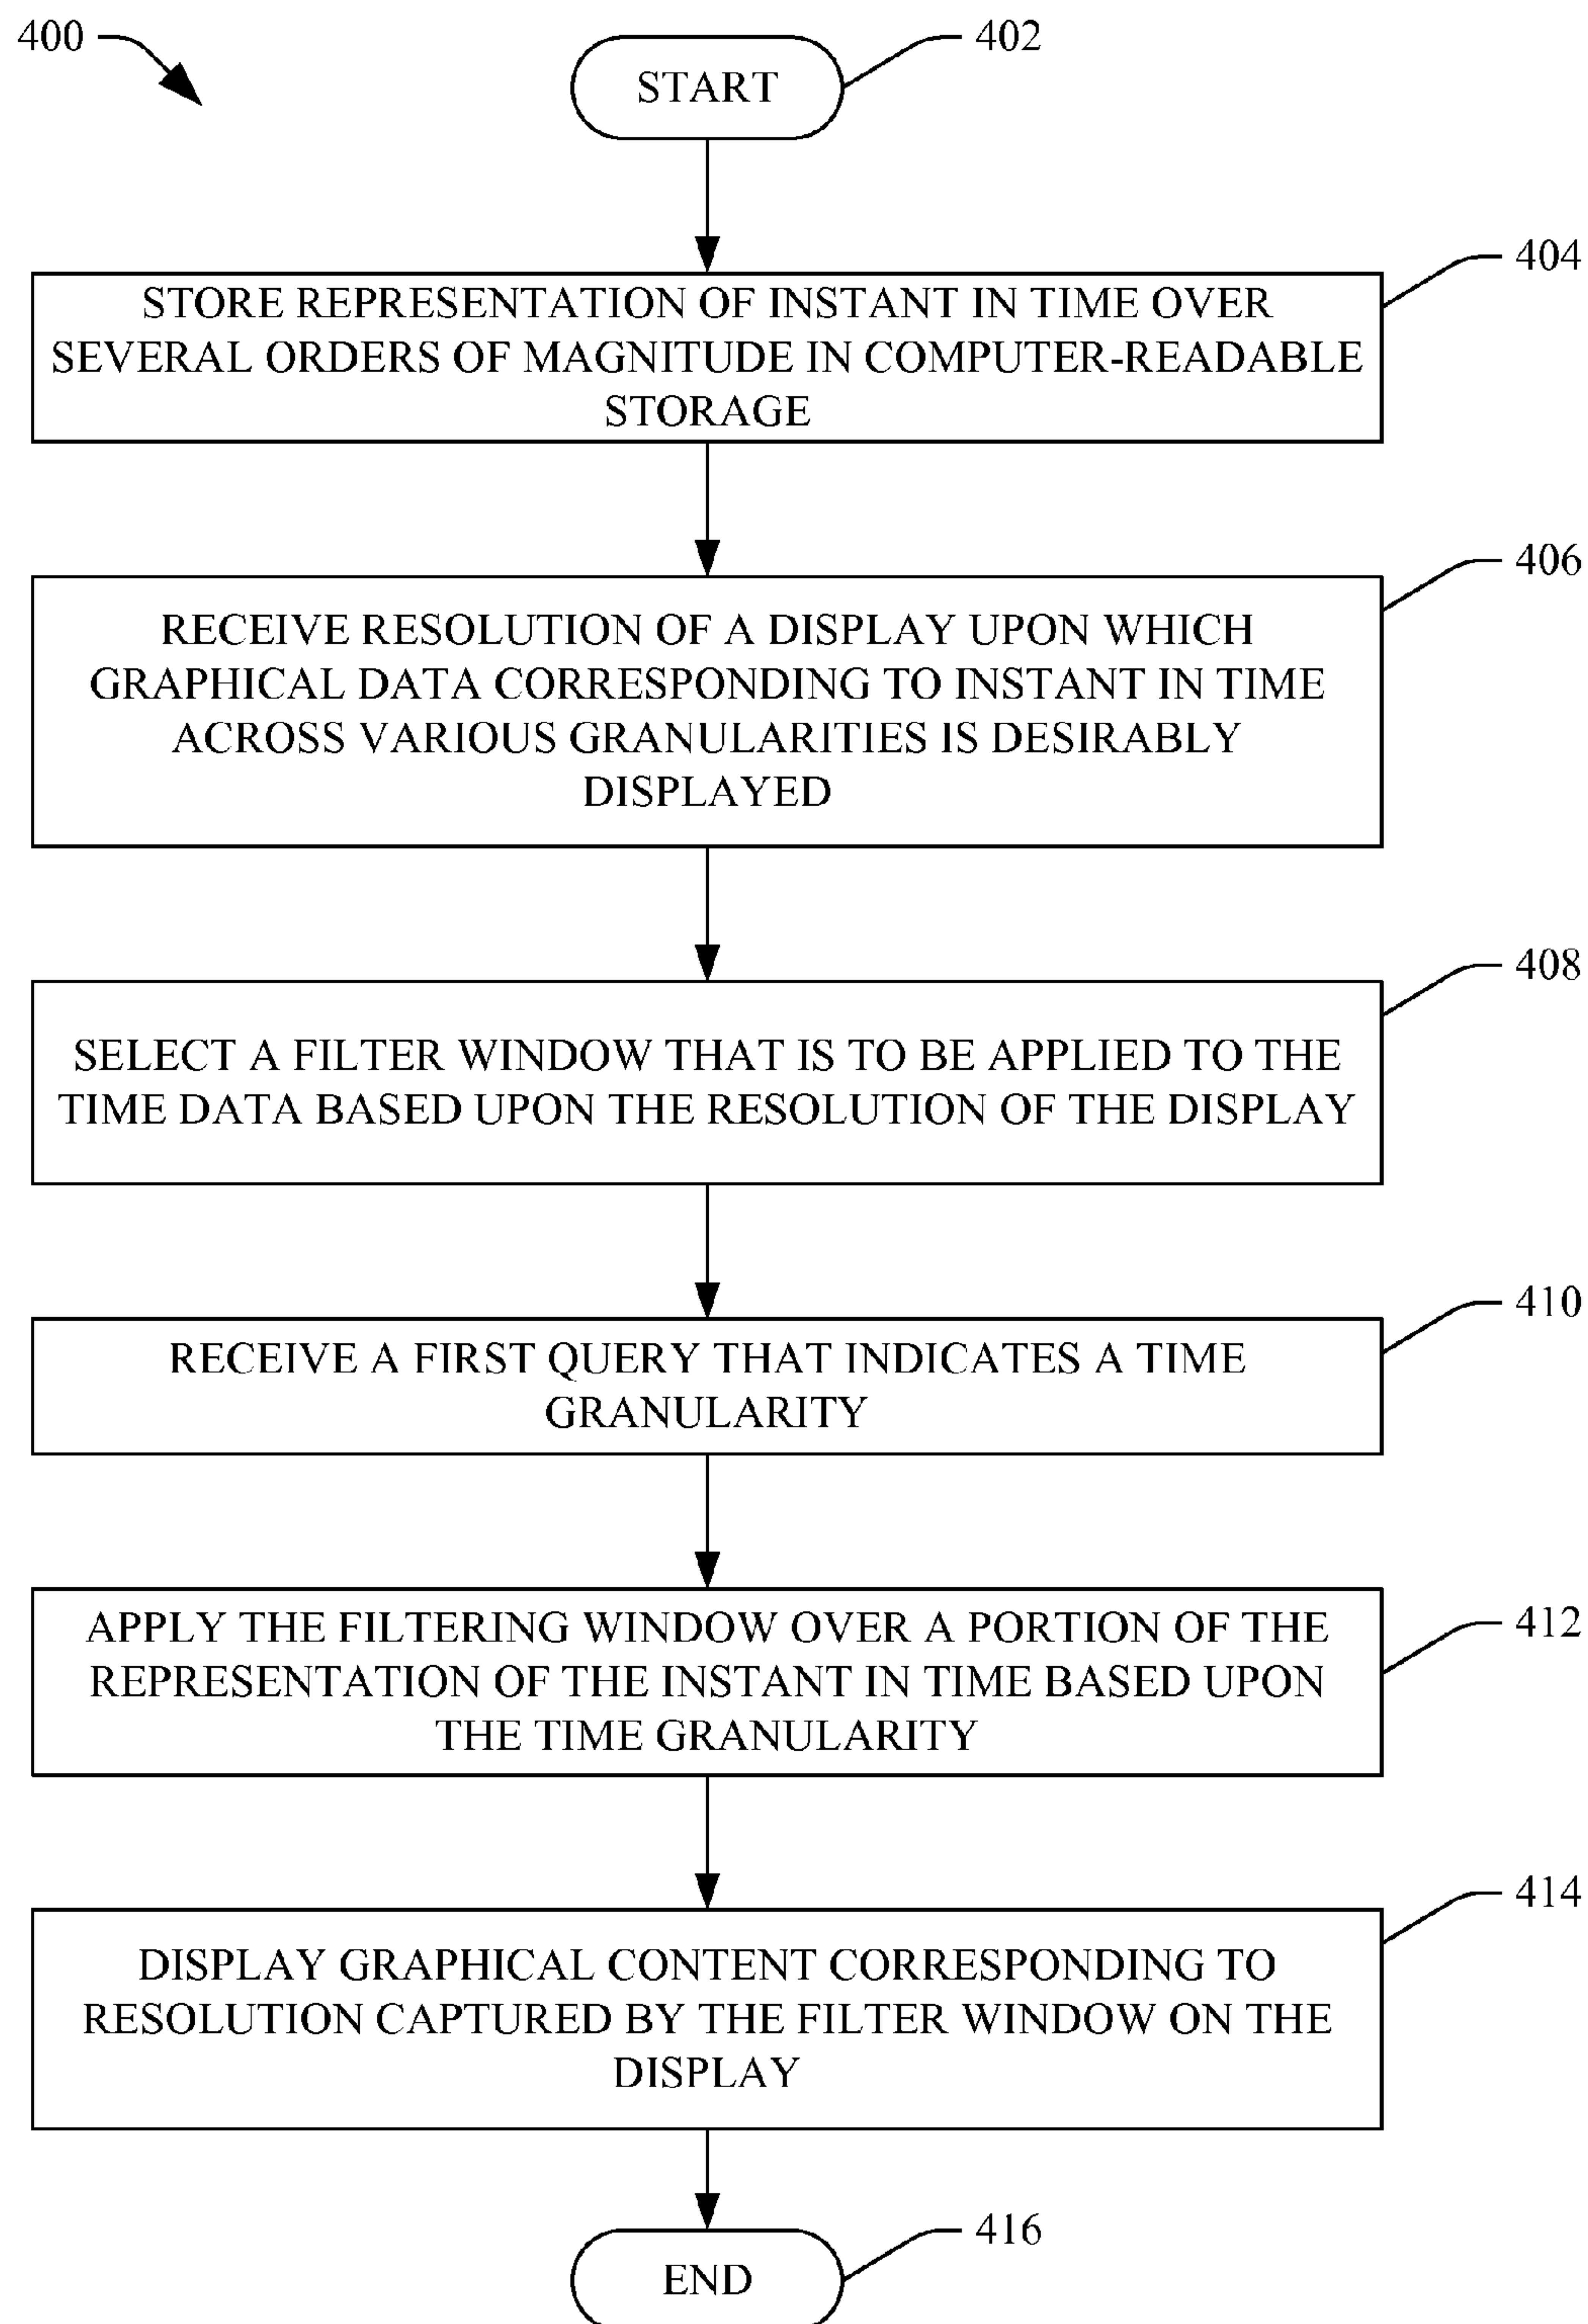 400
402
START
404
STORE REPRESENTATION OF INSTANT IN TIME OVER
SEVERAL ORDERS OF MAGNITUDE IN COMPUTER-READABLE
STORAGE
406
RECEIVE RESOLUTION OF A DISPLAY UPON WHICH
GRAPHICAL DATA CORRESPONDING TO INSTANT IN TIME
ACROSS VARIOUS GRANULARITIES IS DESIRABLY
DISPLAYED
408
SELECT A FILTER WINDOW THAT IS TO BE APPLIED TO THE
TIME DATA BASED UPON THE RESOLUTION OF THE DISPLAY
410
RECEIVE A FIRST QUERY THAT INDICATES A TIME
GRANULARITY
412
APPLY THE FILTERING WINDOW OVER A PORTION OF THE
REPRESENTATION OF THE INSTANT IN TIME BASED UPON
THE TIME GRANULARITY
414
DISPLAY GRAPHICAL CONTENT CORRESPONDING TO
RESOLUTION CAPTURED BY THE FILTER WINDOW ON THE
DISPLAY
416
END